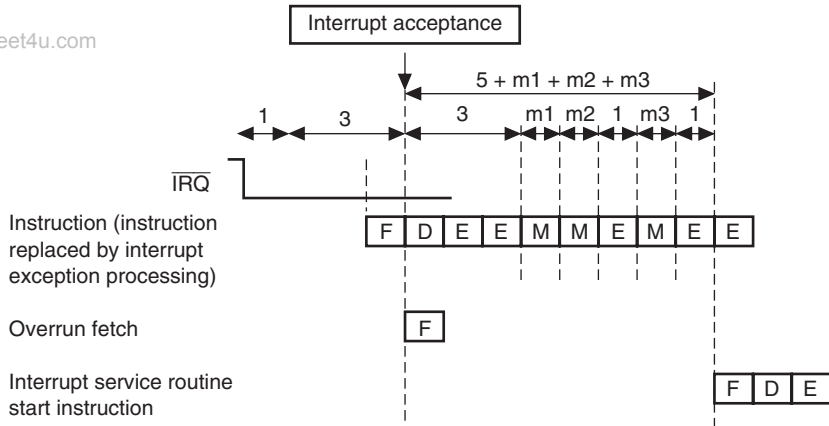 Interrupt acceptance
eet4u.com
5 + m1 + m2 + m3
1 3 3 m1 m2 1 m3 1
IRQ
Instruction (instruction
replaced by interrupt
exception processing)
F D E E M M E M E E
Overrun fetch
F
Interrupt service routine
start instruction
F D E